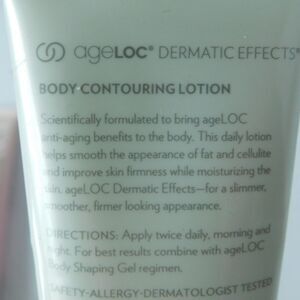 ageLOC® DERMATIC EFFECTS®
BODY CONTOURING LOTION
Scientifically formulated to bring ageLOC
anti-aging benefits to the body. This daily lotion
helps smooth the appearance of fat and cellulite
and improve skin firmness while moisturizing the
skin. ageLOC Dermatic Effects—for a slimmer,
smoother, firmer looking appearance.
DIRECTIONS: Apply twice daily, morning and
night. For best results combine with ageLOC
Body Shaping Gel regimen.
SAFETY-ALLERGY-DERMATOLOGIST TESTED